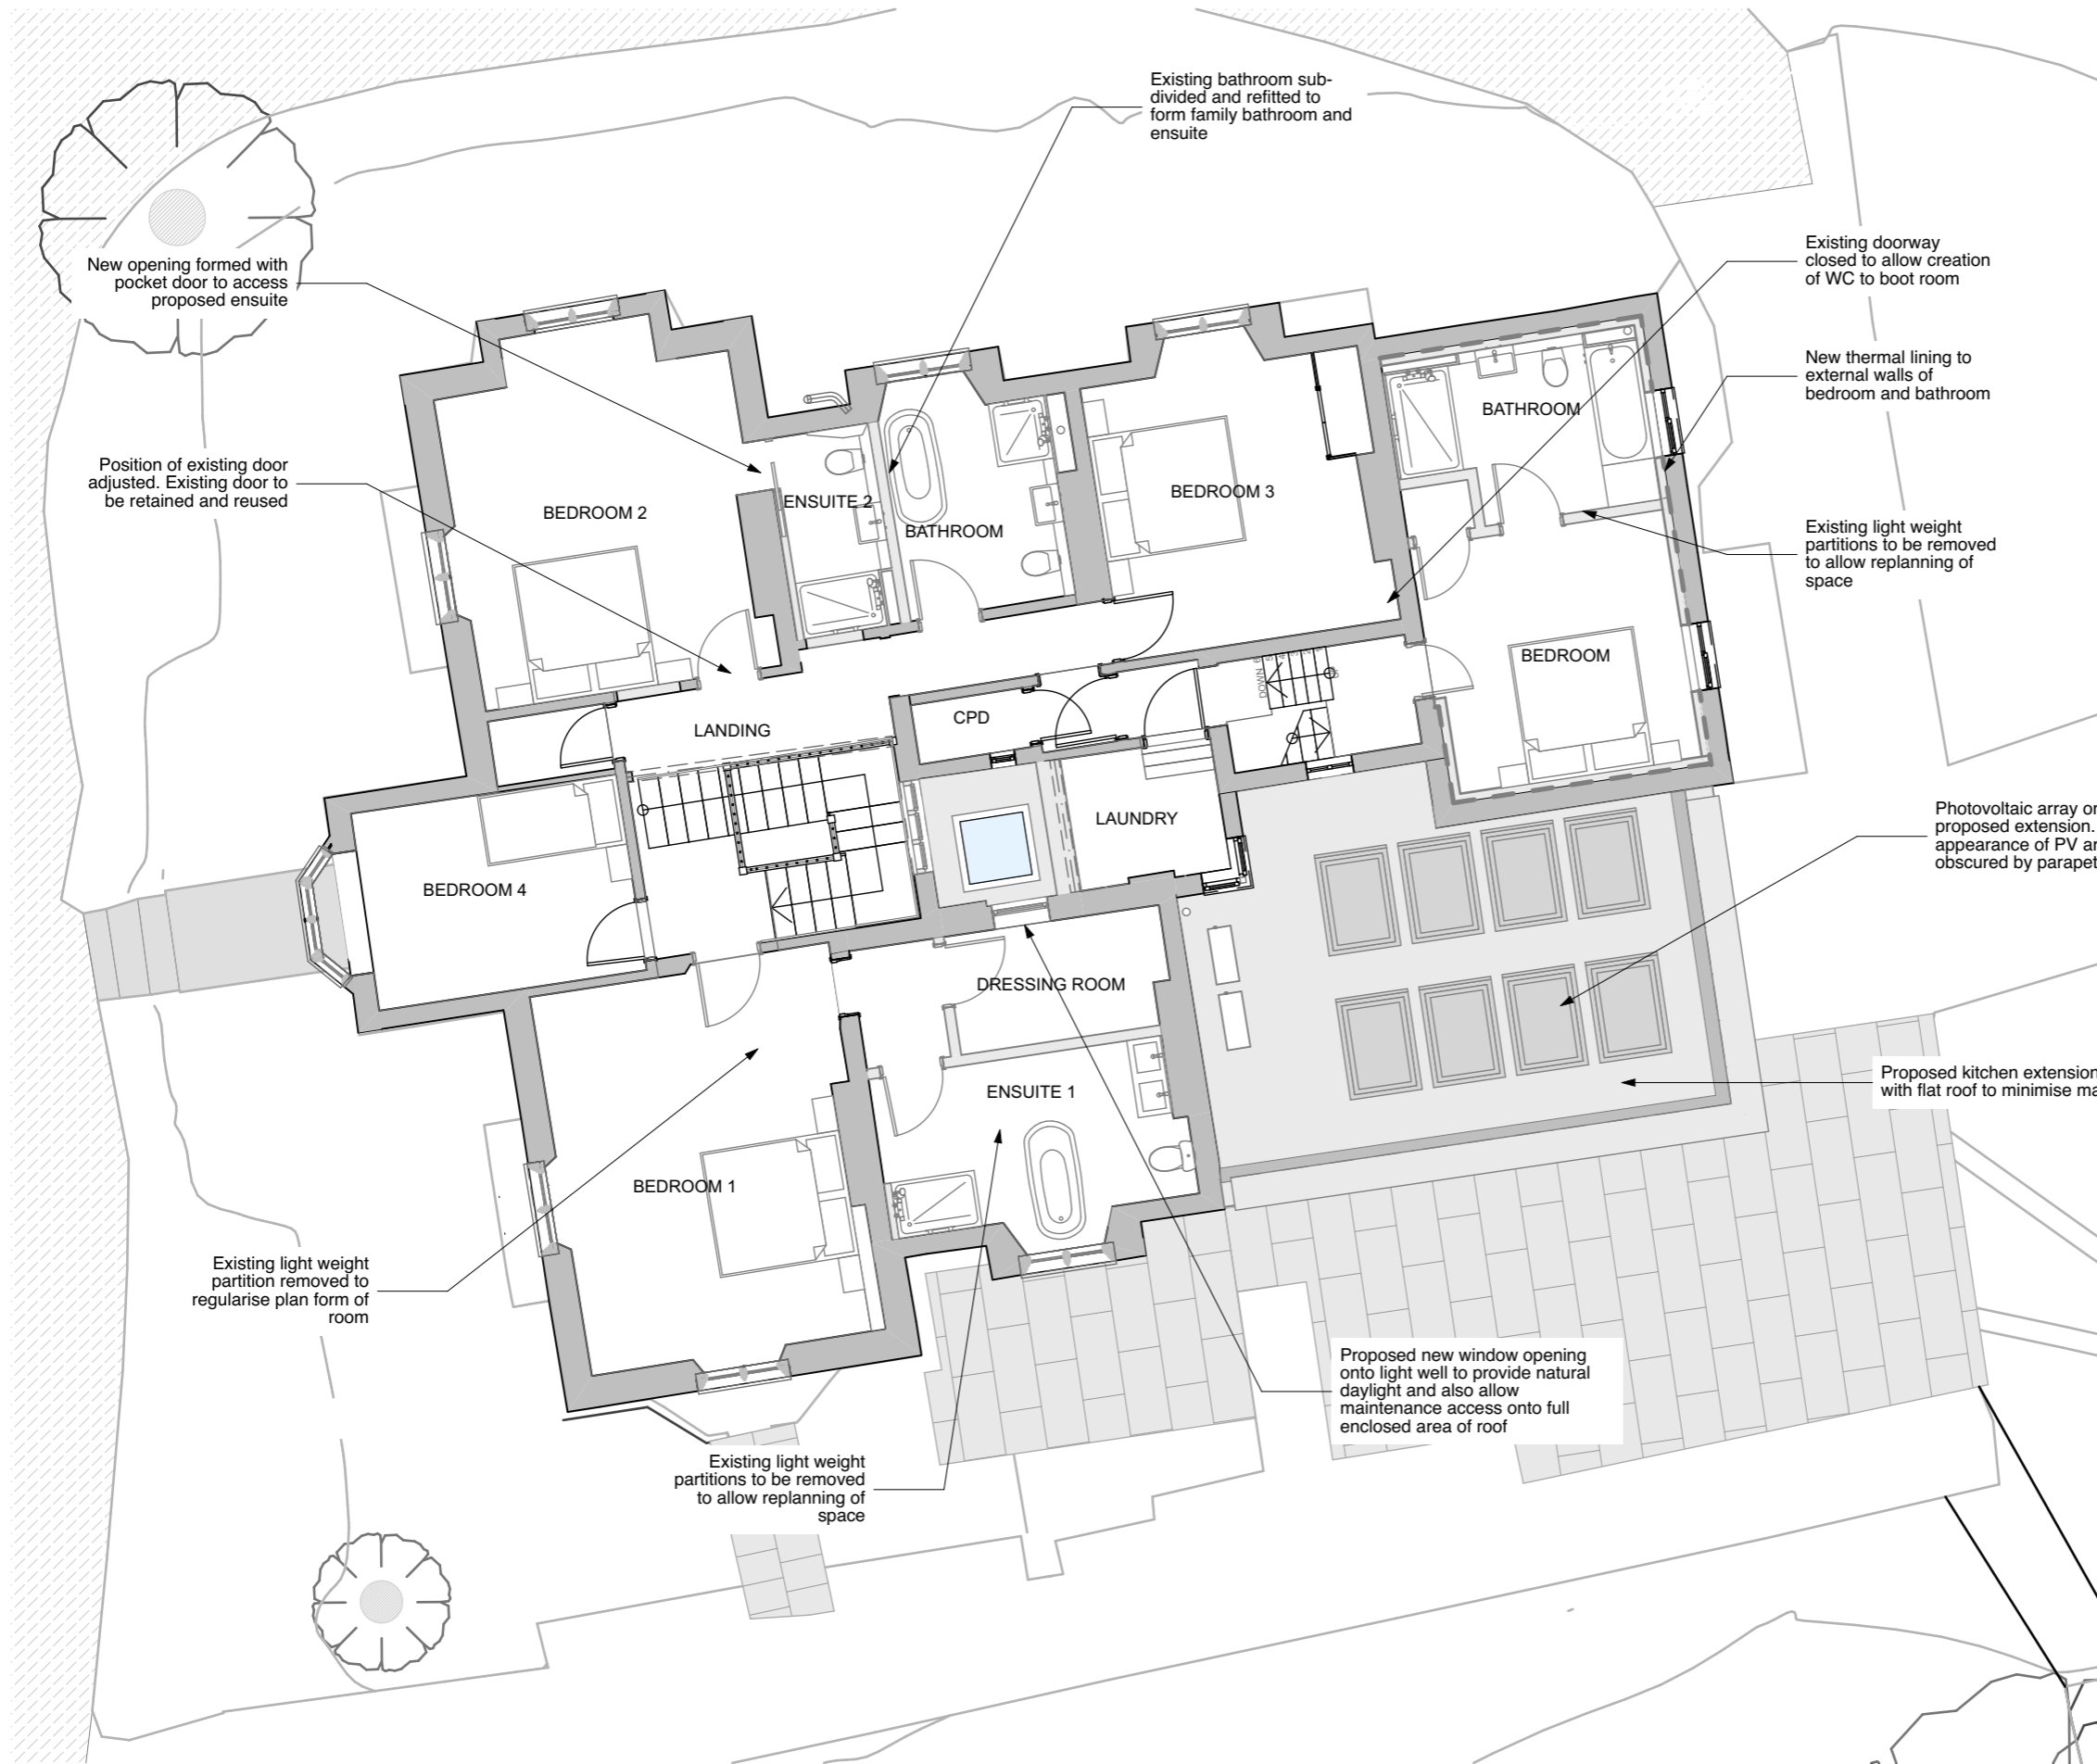 Existing bathroom sub-
divided and refitted to
form family bathroom and
ensuite
New opening formed with
pocket door to access
proposed ensuite
Existing doorway
closed to allow creation
of WC to boot room
New thermal lining to
external walls of
bedroom and bathroom
Position of existing door
adjusted. Existing door to
be retained and reused
Existing light weight
partitions to be removed
to allow replanning of
space
BATHROOM
BEDROOM 2
ENSUITE 2
BATHROOM
BEDROOM 3
BEDROOM
LANDING
CPD
DOWN
LAUNDRY
BEDROOM 4
Photovoltaic array
proposed extension.
appearance of PV
obscured by
DRESSING ROOM
ENSUITE 1
Proposed kitchen extension
with flat roof to minimise
BEDROOM 1
Existing light weight
partition removed to
regularise plan form of
room
Proposed new window opening
onto light well to provide natural
daylight and also allow
maintenance access onto full
enclosed area of roof
Existing light weight
partitions to be removed
to allow replanning of
space